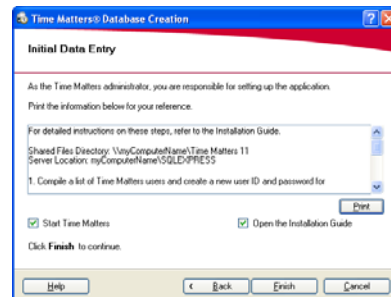 Time Matters® Database Creation
Initial Data Entry
As the Time Matters administrator, you are responsible for setting up the application.
Print the information below for your reference.
For detailed instructions on these steps, refer to the Installation Guide.
Shared Files Directory: \\myComputerName\Time Matters 11
Server Location: myComputerName\SQLEXPRESS
1. Compile a list of Time Matters users and create a new user ID and password for
Print
Start Time Matters
Open the Installation Guide
Click Finish to continue.
Help
< Back
Finish
Cancel